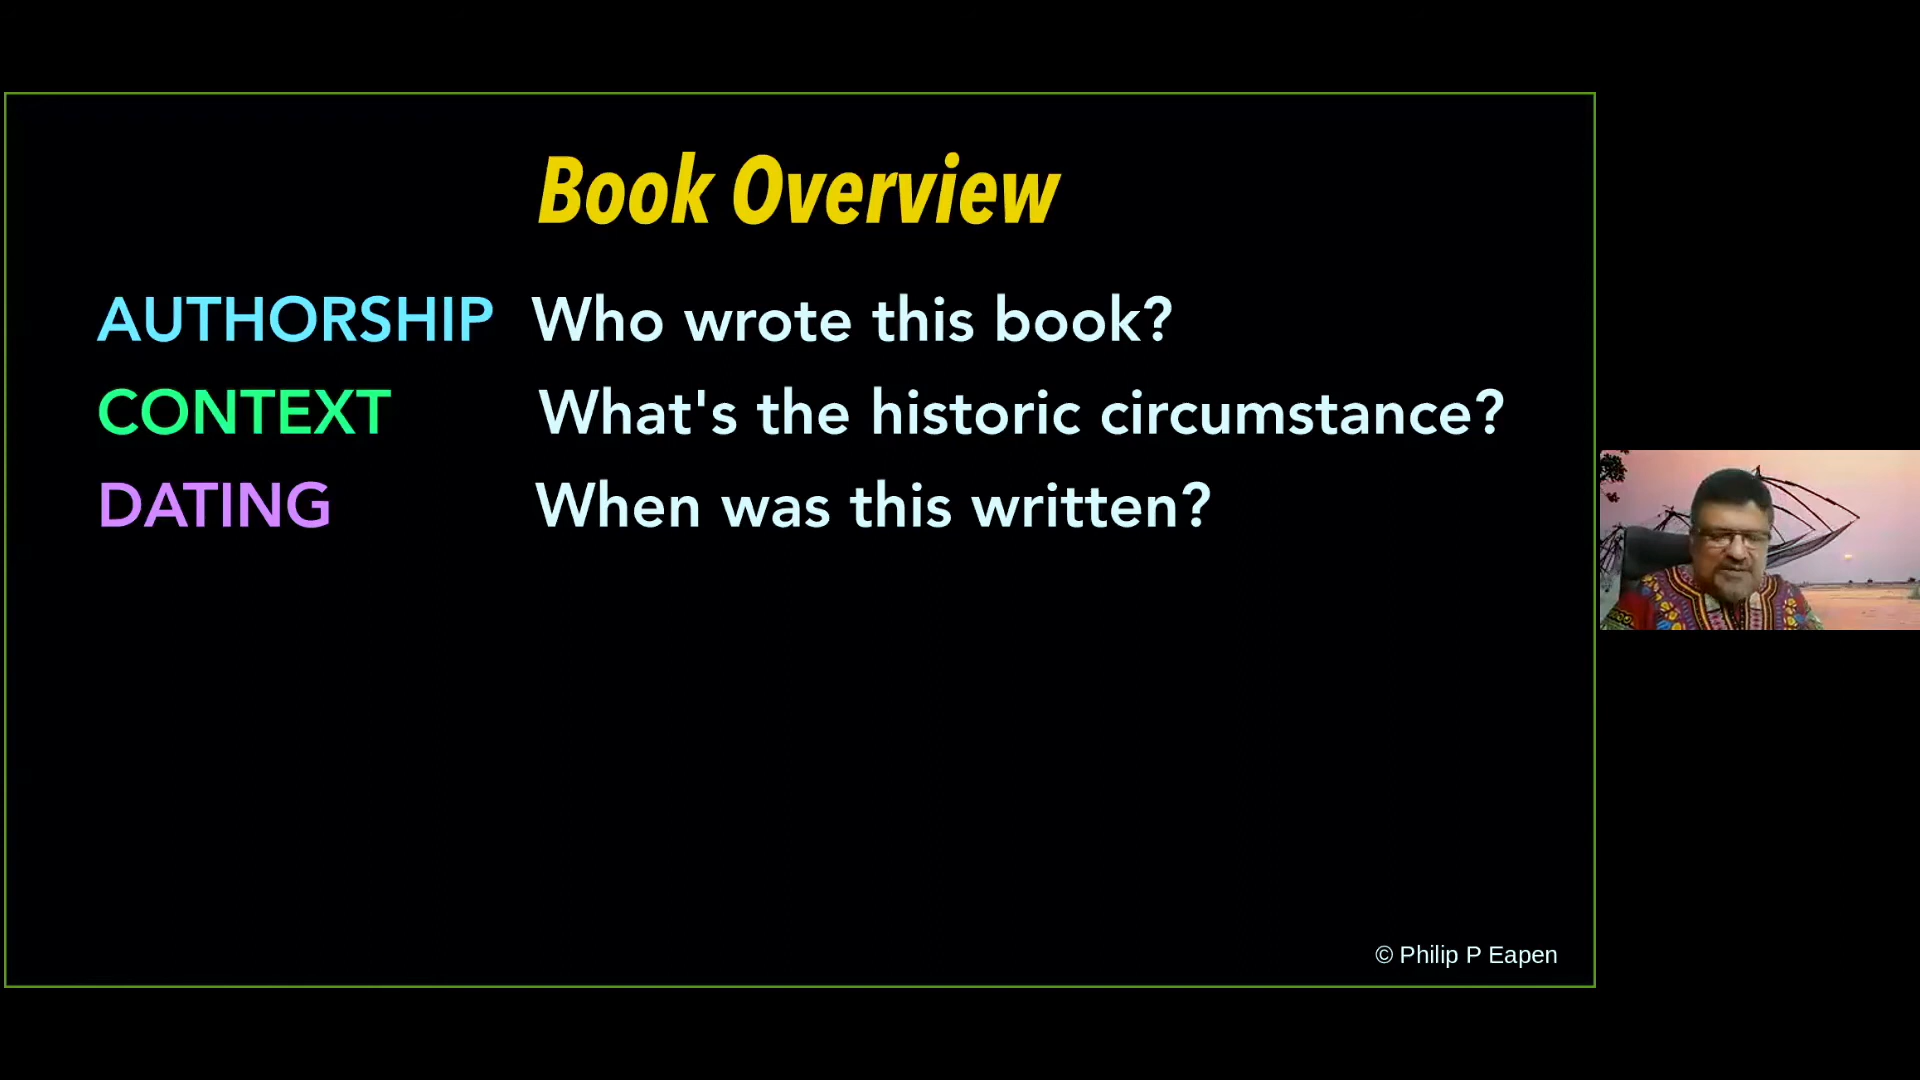 Book Overview
AUTHORSHIP Who wrote this book?
CONTEXT What's the historic circumstance?
DATING When was this written?
© Philip P Eapen